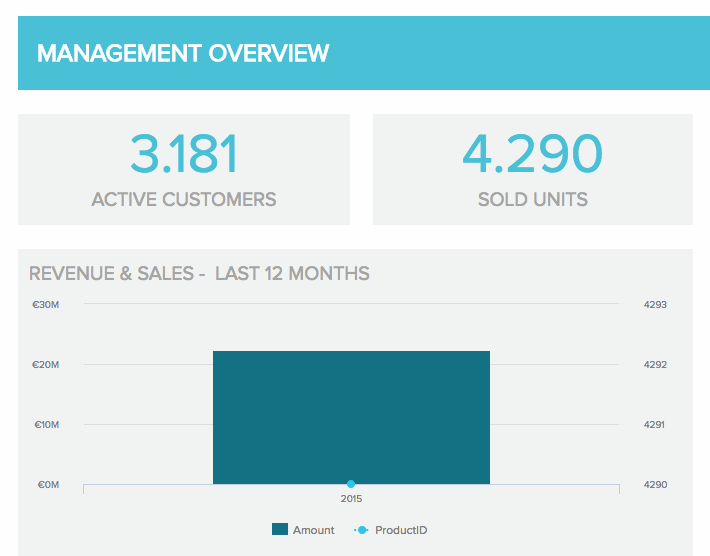 MANAGEMENT OVERVIEW
3.181
4.290
ACTIVE CUSTOMERS
SOLD UNITS
REVENUE & SALES - LAST 12 MONTHS
€30M
4293
€20M
4292
€10M
4291
€0M
4290
2015
Amount
ProductID